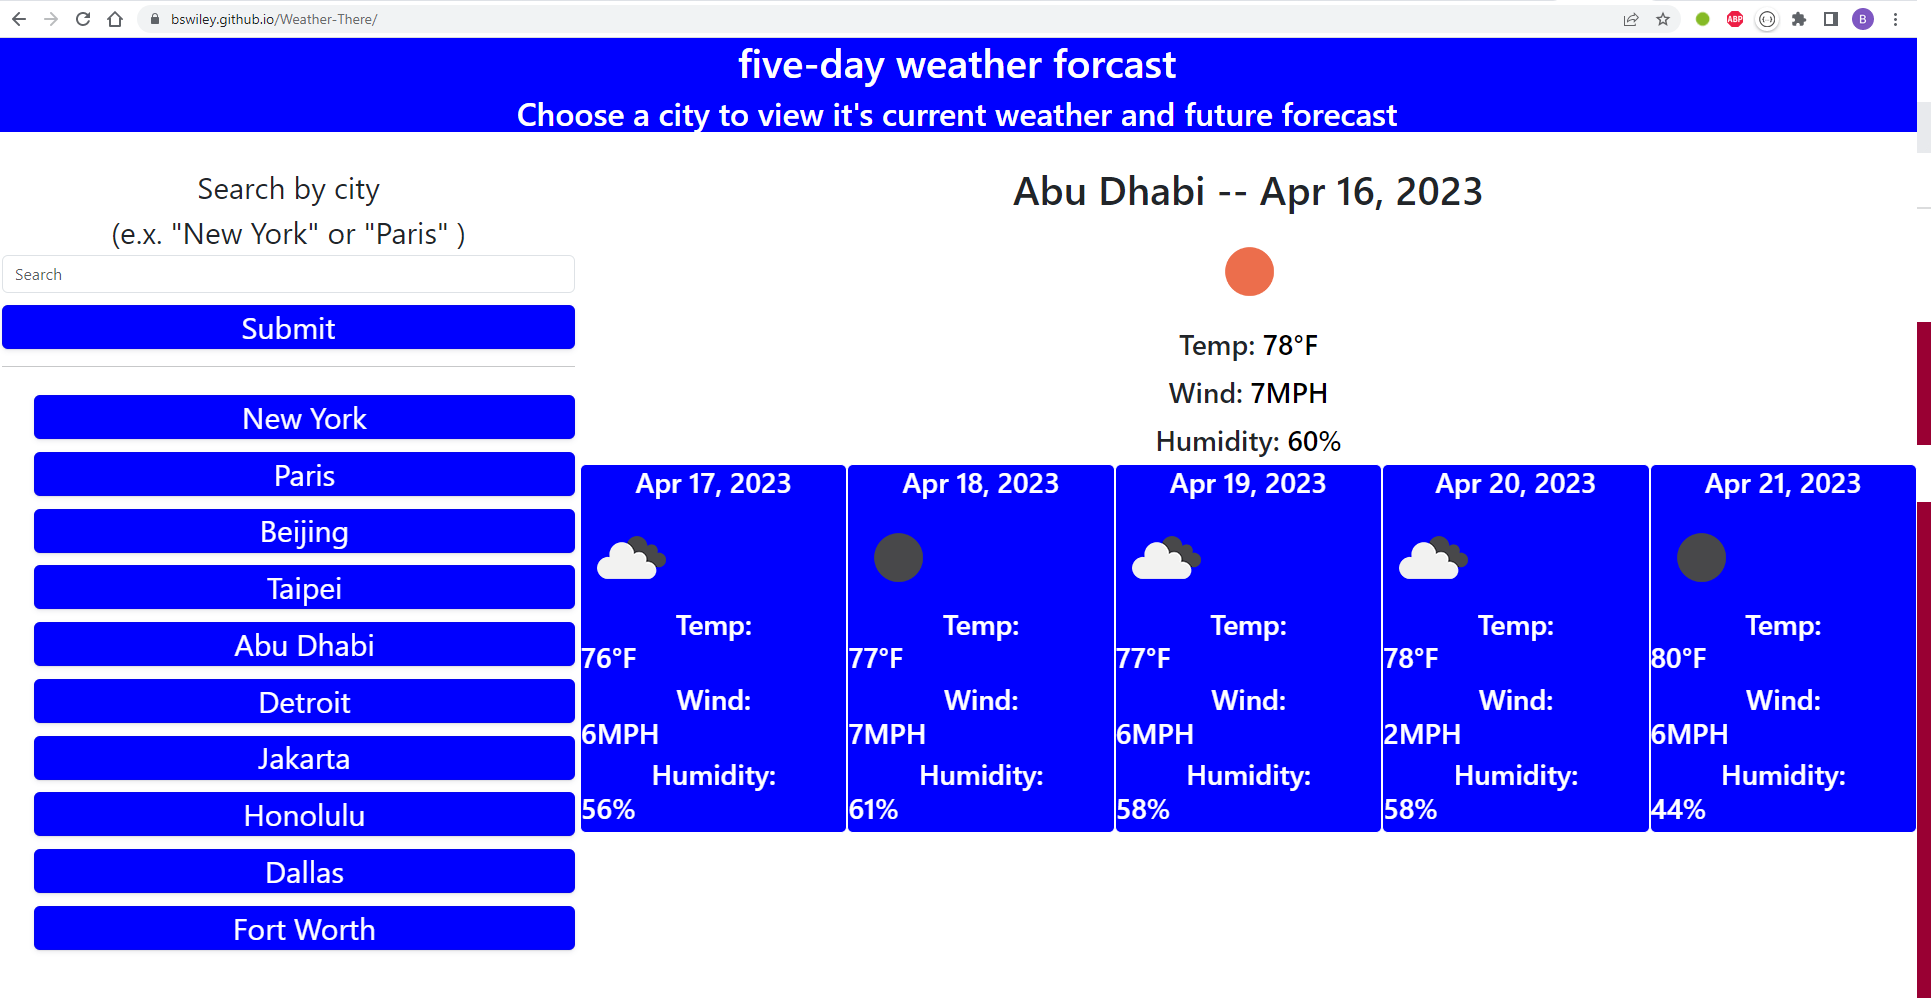 bswiley.github.io/Weather-There/
ABP
B
five-day weather forcast
Choose a city to view it's current weather and future forecast
Search by city
(e.x. "New York" or "Paris" )
Search
Submit
New York
Paris
Beijing
Taipei
Abu Dhabi
Detroit
Jakarta
Honolulu
Dallas
Fort Worth
Abu Dhabi -- Apr 16, 2023
Temp: 78°F
Wind: 7MPH
Humidity: 60%
Apr 17, 2023
Temp:
76°F
Wind:
6MPH
Humidity:
56%
Apr 18, 2023
Temp:
77°F
Wind:
7MPH
Humidity:
61%
Apr 19, 2023
Temp:
77°F
Wind:
6MPH
Humidity:
58%
Apr 20, 2023
Temp:
78°F
Wind:
2MPH
Humidity:
58%
Apr 21, 2023
Temp:
80°F
Wind:
6MPH
Humidity:
44%